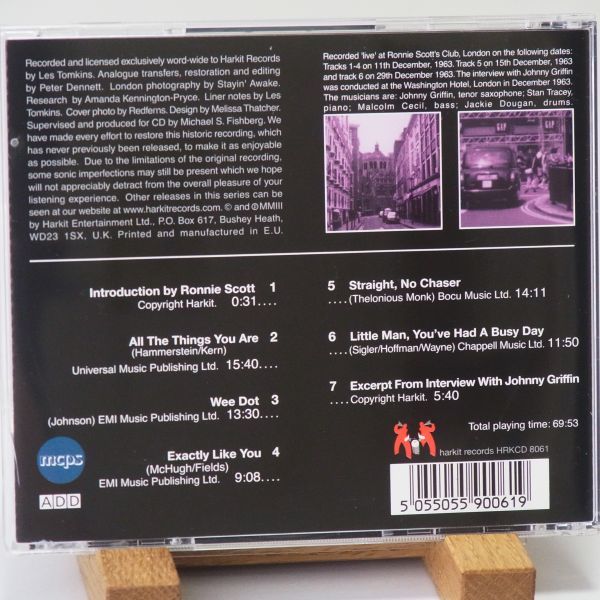 Recorded and licensed exclusively word-wide to Harkit Records
by Les Tomkins. Analogue transfers, restoration and editing
by Peter Dennett. London photography by Stayin' Awake.
Research by Amanda Kennington-Pryce. Liner notes by Les
Tomkins. Cover photo by Redferns. Design by Melissa Thatcher.
Supervised and produced for CD by Michael S. Fishberg. We
have made every effort to restore this historic recording, which
has never previously been released, to make it as enjoyable
as possible. Due to the limitations of the original recording,
some sonic imperfections may still be present which we hope
will not appreciably detract from the overall pleasure of your
listening experience. Other releases in this series can be
seen at our website www.harkitrecords.com. © and ℗MMIII
by Harkit Entertainment Ltd., P.O. Box 617, Bushey Heath,
WD23 1SX, U.K. Printed and manufactured in E.U.
Recorded 'live' at Ronnie Scott's Club, London on the following dates:
Tracks 1-4 on 11th December, 1963. Track 5 on 15th December, 1963
and track 6 on 29th December 1963. The interview with Johnny Griffin
was conducted at the Washington Hotel, London in December 1963.
The musicians are: Johnny Griffin, tenor saxophone; Stan Tracey,
piano; Malcolm Cecil, bass; Jackie Dougan, drums.
GAP
GAP
Introduction by Ronnie Scott 1
Copyright Harkit. 0:31....
All The Things You Are 2
(Hammerstein/Kern)
Universal Music Publishing Ltd. 15:40....
Wee Dot 3
(Johnson) EMI Music Publishing Ltd. 13:30....
Exactly Like You 4
(McHugh/Fields)
EMI Music Publishing Ltd. 9:08....
mcps
ADD
5 Straight, No Chaser
....(Thelonious Monk) Bocu Music Ltd. 14:11
6 Little Man, You've Had A Busy Day
....(Sigler/Hoffman/Wayne) Chappell Music Ltd. 11:50
7 Excerpt From Interview With Johnny Griffin
....Copyright Harkit. 5:40
Total playing time: 69:53
harkit records HRKCD 8061
5 055055 900619